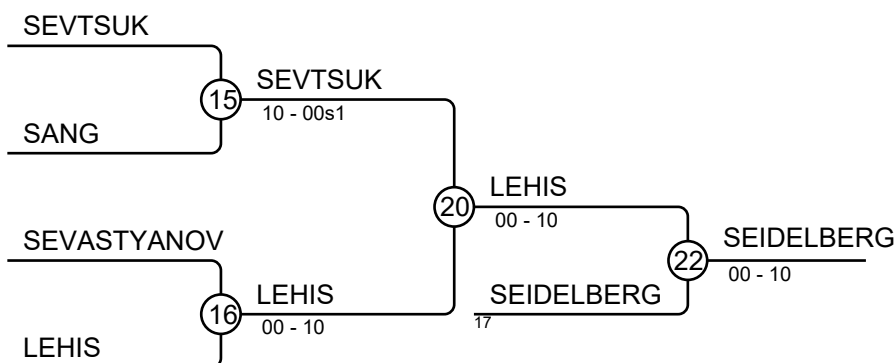 SEVTSUK
SEVTSUK
15
10 - 00s1
SANG
LEHIS
20
00 - 10
SEVASTYANOV
SEIDELBERG
22
00 - 10
LEHIS
SEIDELBERG
16
00 - 10
17
LEHIS